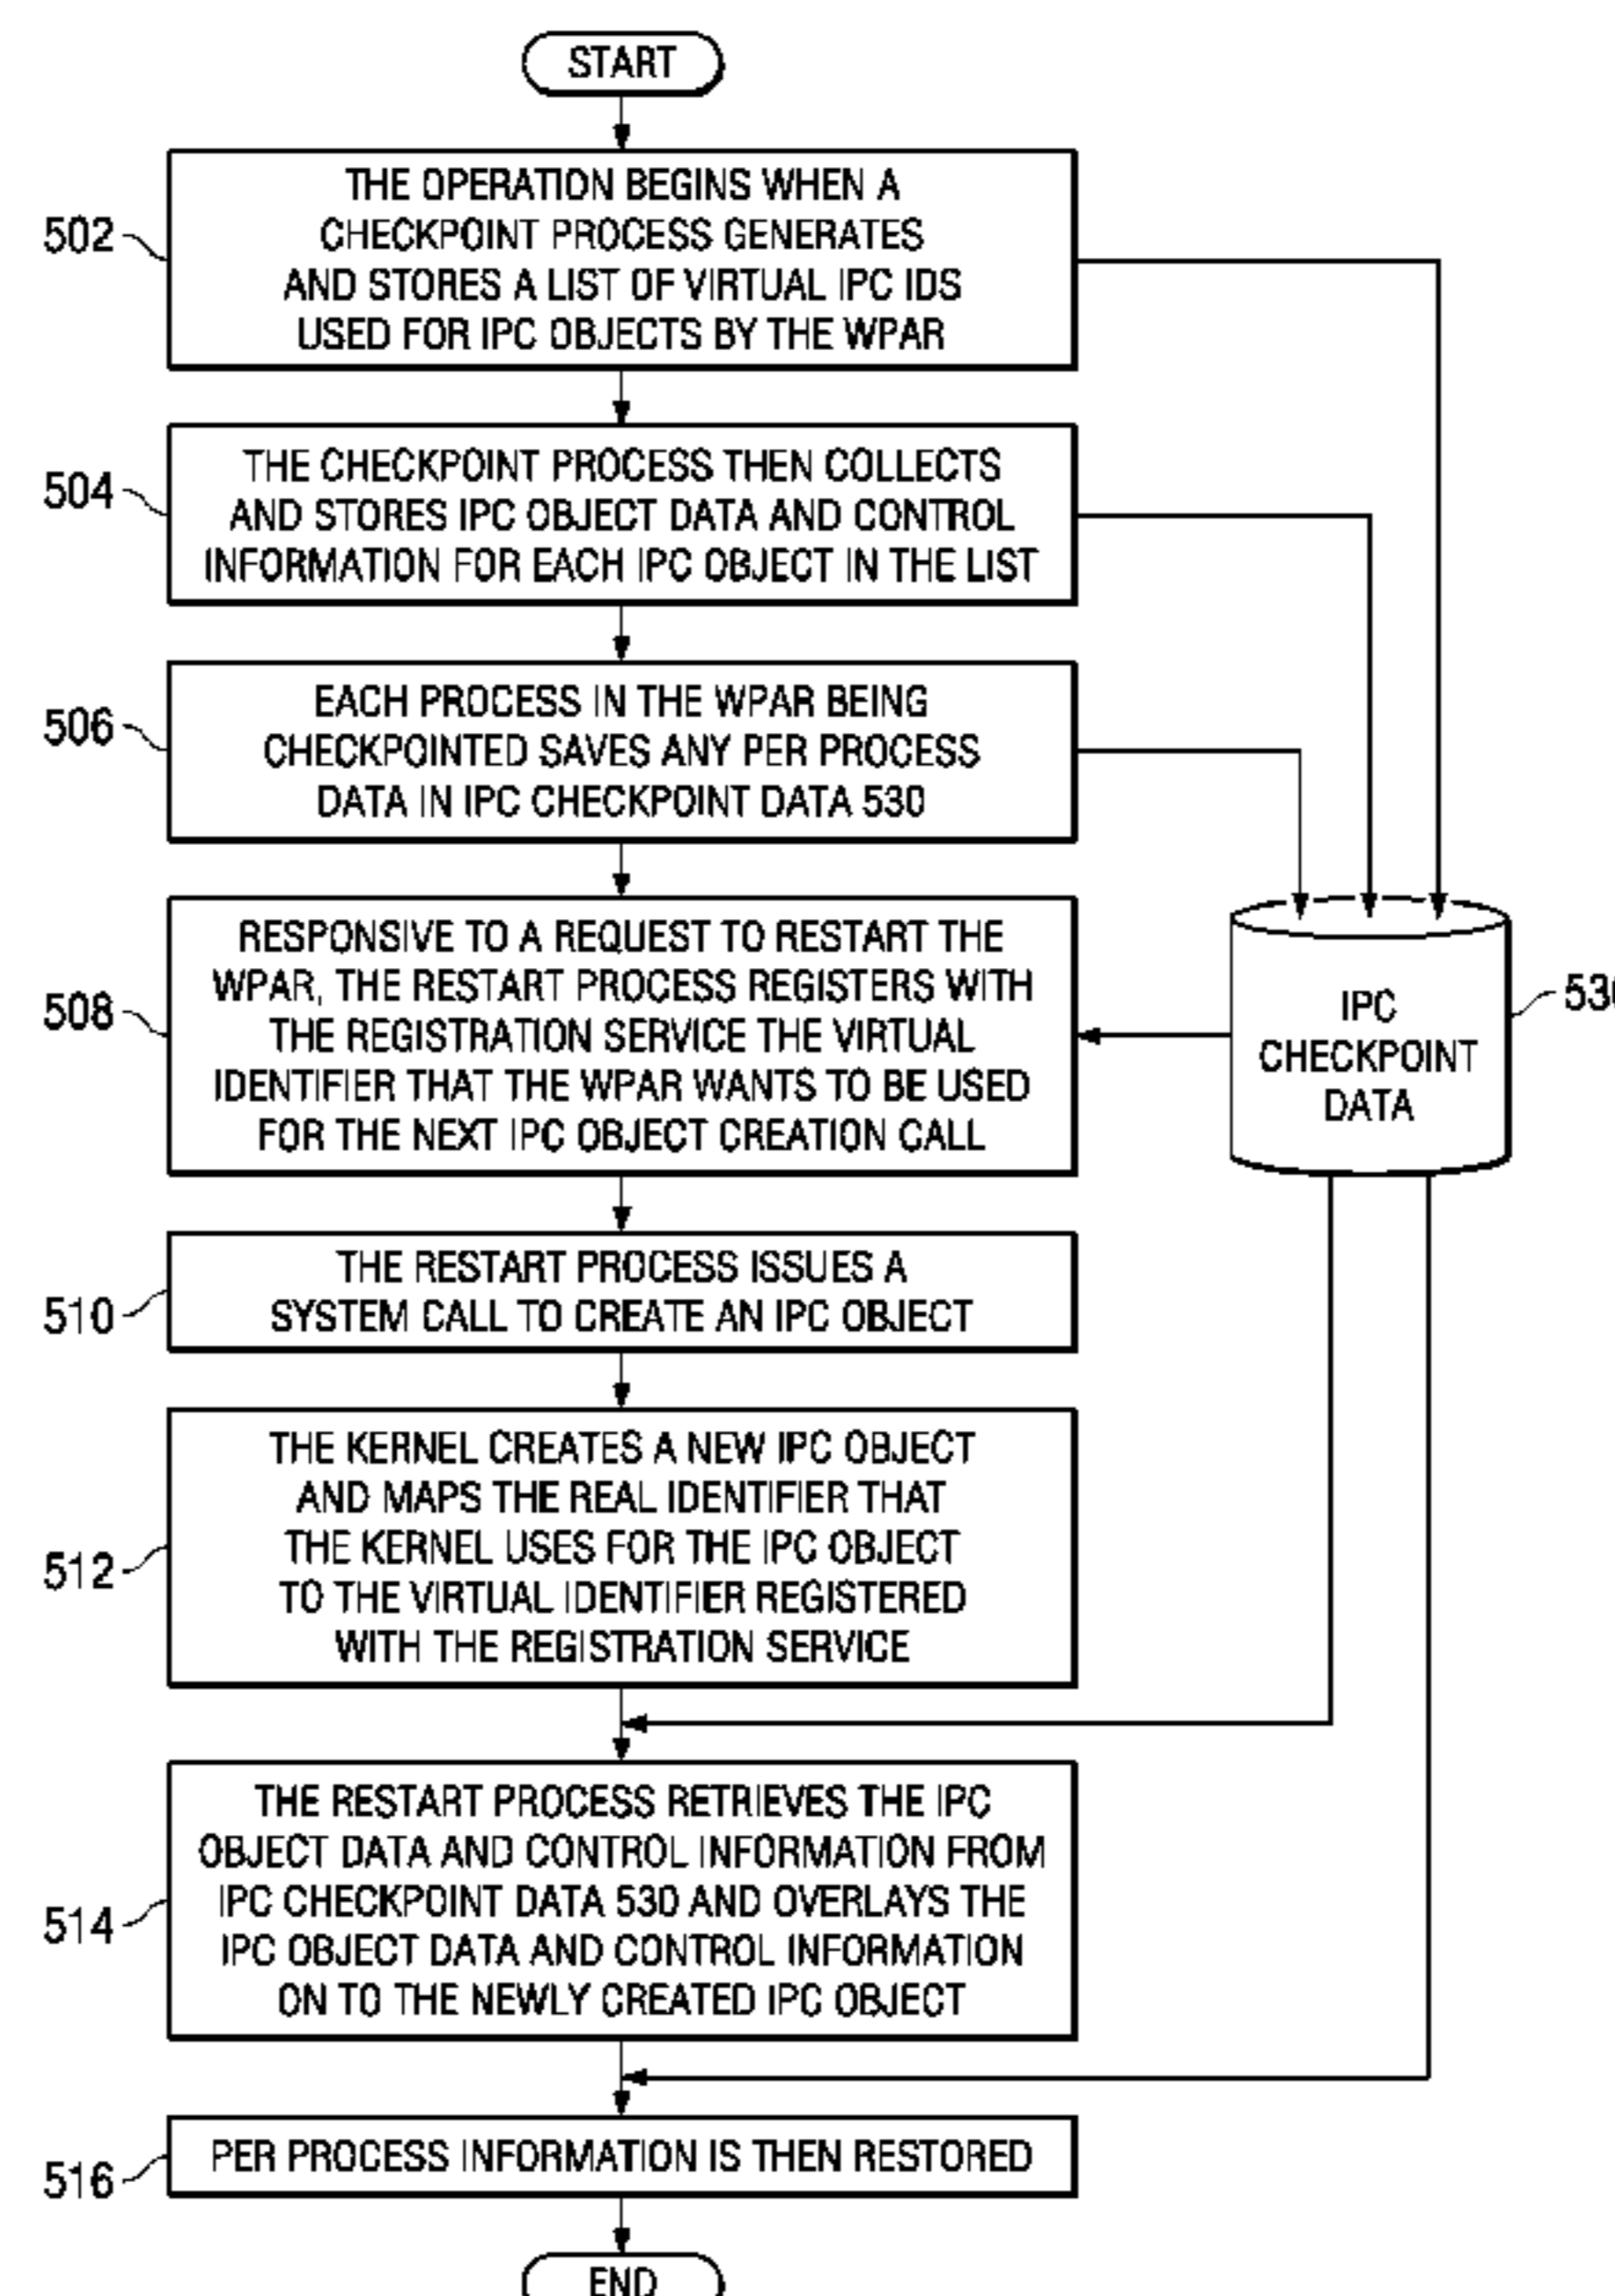 START
502
THE OPERATION BEGINS WHEN A
CHECKPOINT PROCESS GENERATES
AND STORES A LIST OF VIRTUAL IPC IDS
USED FOR IPC OBJECTS BY THE WPAR
504
THE CHECKPOINT PROCESS THEN COLLECTS
AND STORES IPC OBJECT DATA AND CONTROL
INFORMATION FOR EACH IPC OBJECT IN THE LIST
506
EACH PROCESS IN THE WPAR BEING
CHECKPOINTED SAVES ANY PER PROCESS
DATA IN IPC CHECKPOINT DATA 530
508
RESPONSIVE TO A REQUEST TO RESTART THE
WPAR, THE RESTART PROCESS REGISTERS WITH
THE REGISTRATION SERVICE THE VIRTUAL
IDENTIFIER THAT THE WPAR WANTS TO BE USED
FOR THE NEXT IPC OBJECT CREATION CALL
IPC
CHECKPOINT
DATA
510
THE RESTART PROCESS ISSUES A
SYSTEM CALL TO CREATE AN IPC OBJECT
512
THE KERNEL CREATES A NEW IPC OBJECT
AND MAPS THE REAL IDENTIFIER THAT
THE KERNEL USES FOR THE IPC OBJECT
TO THE VIRTUAL IDENTIFIER REGISTERED
WITH THE REGISTRATION SERVICE
514
THE RESTART PROCESS RETRIEVES THE IPC
OBJECT DATA AND CONTROL INFORMATION FROM
IPC CHECKPOINT DATA 530 AND OVERLAYS THE
IPC OBJECT DATA AND CONTROL INFORMATION
ON TO THE NEWLY CREATED IPC OBJECT
516
PER PROCESS INFORMATION IS THEN RESTORED
END